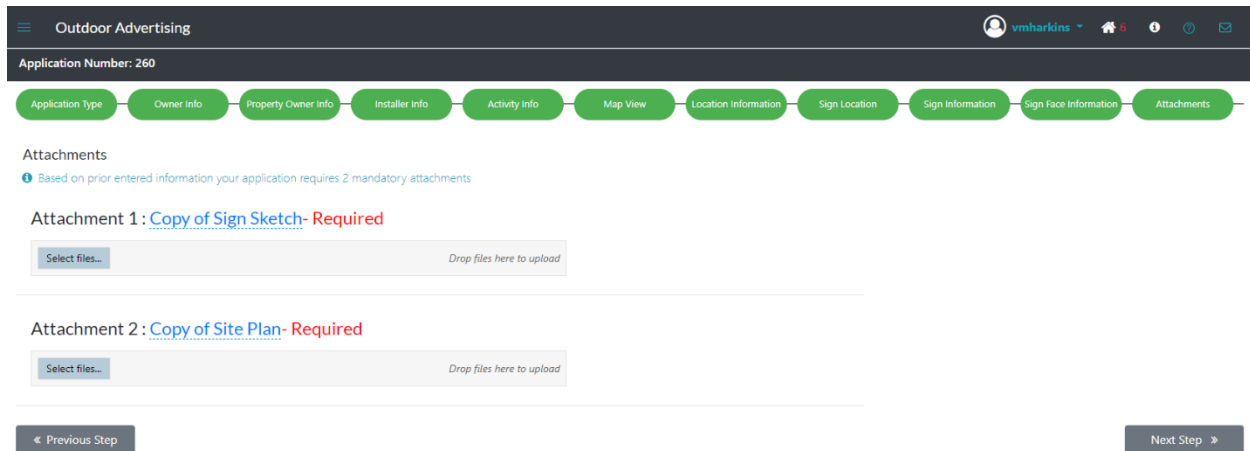 Outdoor Advertising
vmharkins
6
Application Number: 260
Application Type
Owner Info
Property Owner Info
Installer Info
Activity Info
Map View
Location Information
Sign Location
Sign Information
Sign Face Information
Attachments
Attachments
Based on prior entered information your application requires 2 mandatory attachments
Attachment 1 : Copy of Sign Sketch- Required
Select files...
Drop files here to upload
Attachment 2 : Copy of Site Plan- Required
Select files...
Drop files here to upload
« Previous Step
Next Step »